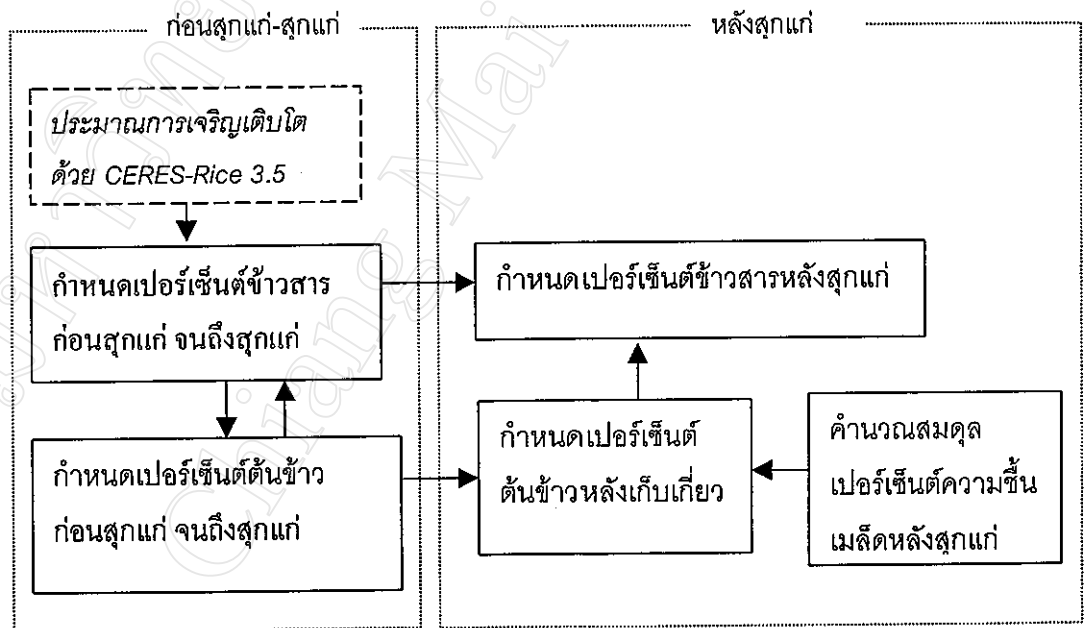 ก่อนสุกแก่-สุกแก่
ประมาณการเจริญเติบโต
ด้วย CERES-Rice 3.5
กำหนดเปอร์เซ็นต์ข้าวสาร
ก่อนสุกแก่ จนถึงสุกแก่
กำหนดเปอร์เซ็นต์ต้นข้าว
ก่อนสุกแก่ จนถึงสุกแก่
หลังสุกแก่
กำหนดเปอร์เซ็นต์ข้าวสารหลังสุกแก่
กำหนดเปอร์เซ็นต์
ต้นข้าวหลังเก็บเกี่ยว
คำนวณสมดุล
เปอร์เซ็นต์ความชื้น
เมล็ดหลังสุกแก่
Chiang Mai